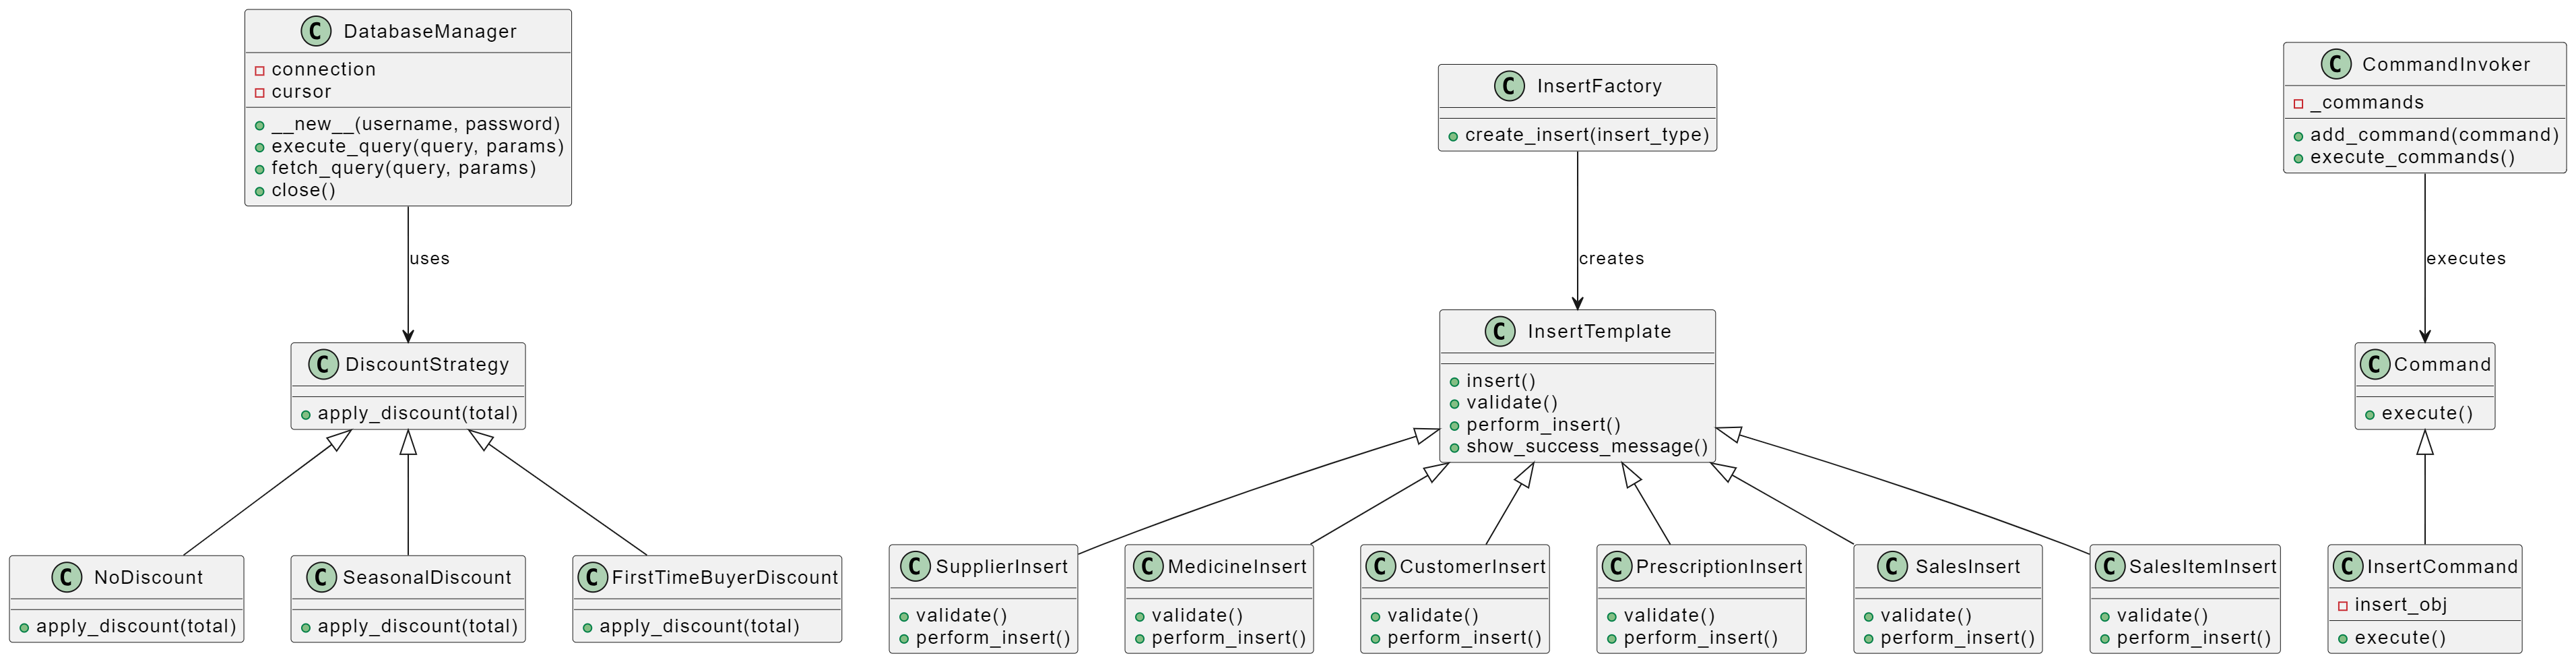 C DatabaseManager
connection
cursor
__new__(username, password)
execute_query(query, params)
fetch_query(query, params)
close()
uses
C DiscountStrategy
apply_discount(total)
C NoDiscount
apply_discount(total)
C SeasonalDiscount
apply_discount(total)
C FirstTimeBuyerDiscount
apply_discount(total)
C InsertFactory
create_insert(insert_type)
creates
C InsertTemplate
insert()
validate()
perform_insert()
show_success_message()
C SupplierInsert
validate()
perform_insert()
C MedicineInsert
validate()
perform_insert()
C CustomerInsert
validate()
perform_insert()
C PrescriptionInsert
validate()
perform_insert()
C SalesInsert
validate()
perform_insert()
C SalesItemInsert
validate()
perform_insert()
C CommandInvoker
_commands
add_command(command)
execute_commands()
executes
C Command
execute()
C InsertCommand
insert_obj
execute()